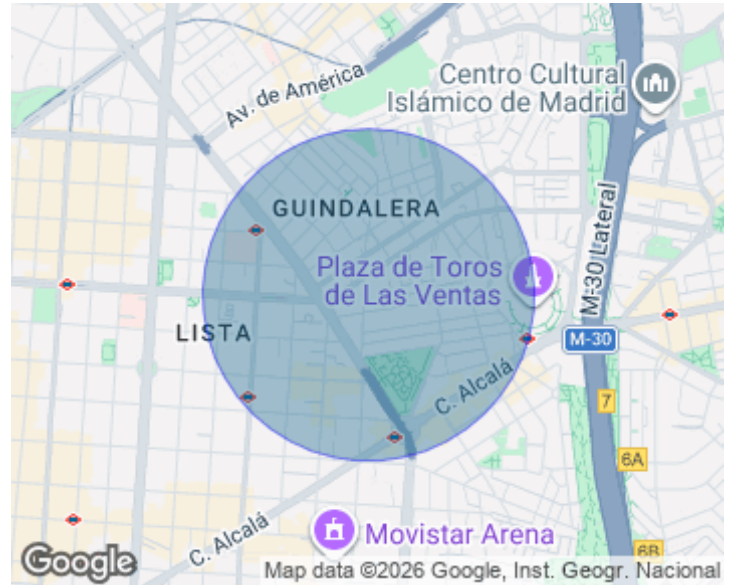 Av. de América
Centro Cultural
Islámico de Madrid
GUINDALERA
Plaza de Toros
de Las Ventas
M-30 Lateral
LISTA
M-30
C. Alcalá
7
6A
C. Alcalá
Movistar Arena
6B
Google
Map data ©2026 Google, Inst. Geogr. Nacional